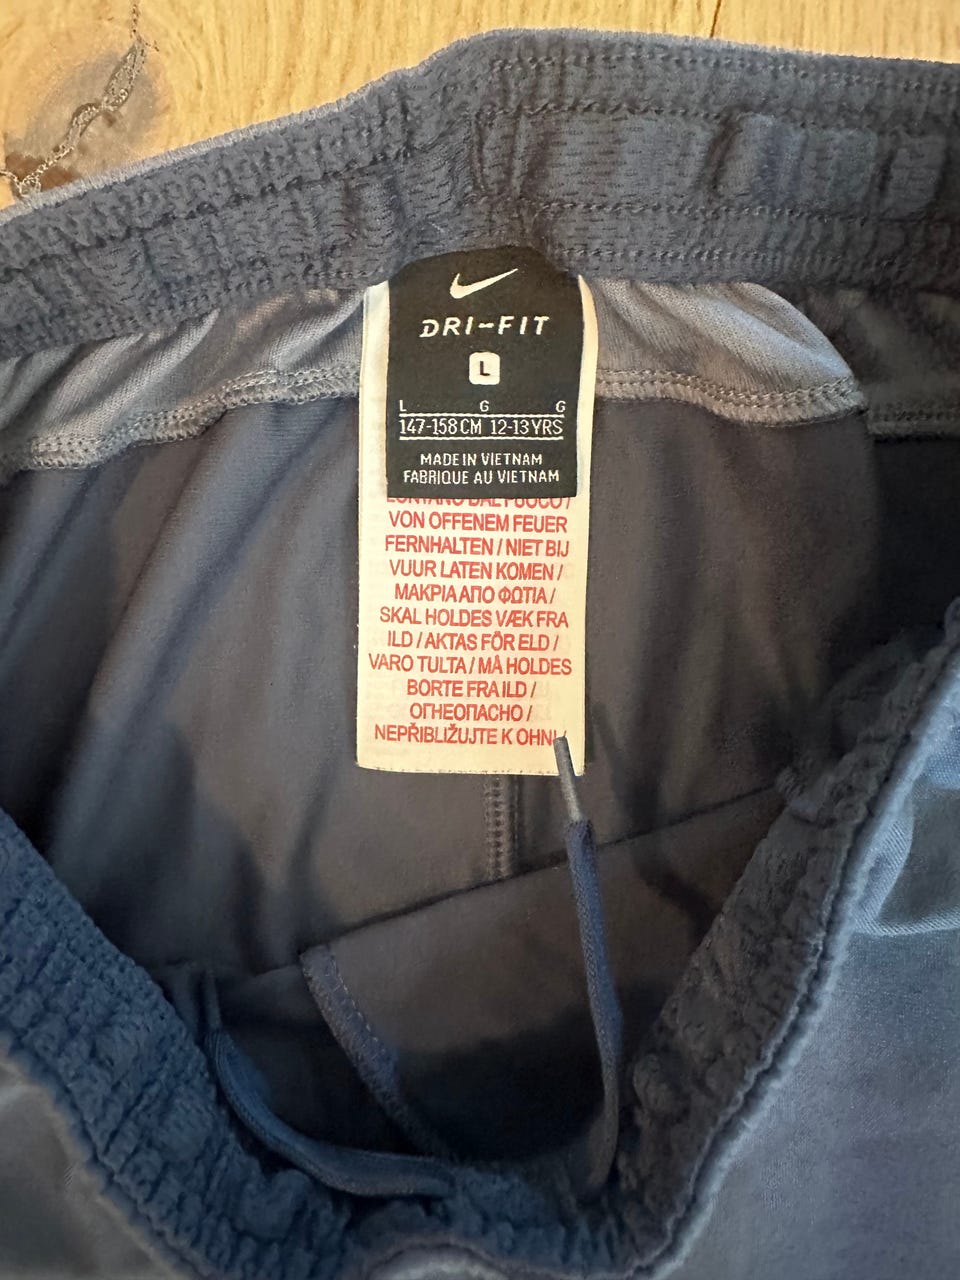 DRI-FIT
L
L G G
147-158 CM 12-13 YRS
MADE IN VIETNAM
FABRIQUE AU VIETNAM
VON OFFENEM FEUER
FERNHALTEN / NIET BIJ
VUUR LATEN KOMEN /
ΜΑΚΡΙΑ ΑΠΟ ΦΩΤΙΑ /
SKAL HOLDES VÆK FRA
ILD / AKTAS FÖR ELD /
VARO TULTA / MÅ HOLDES
BORTE FRA ILD /
ОГНЕОПАСНО /
NEPŘIBLIŽUJTE K OHNI /